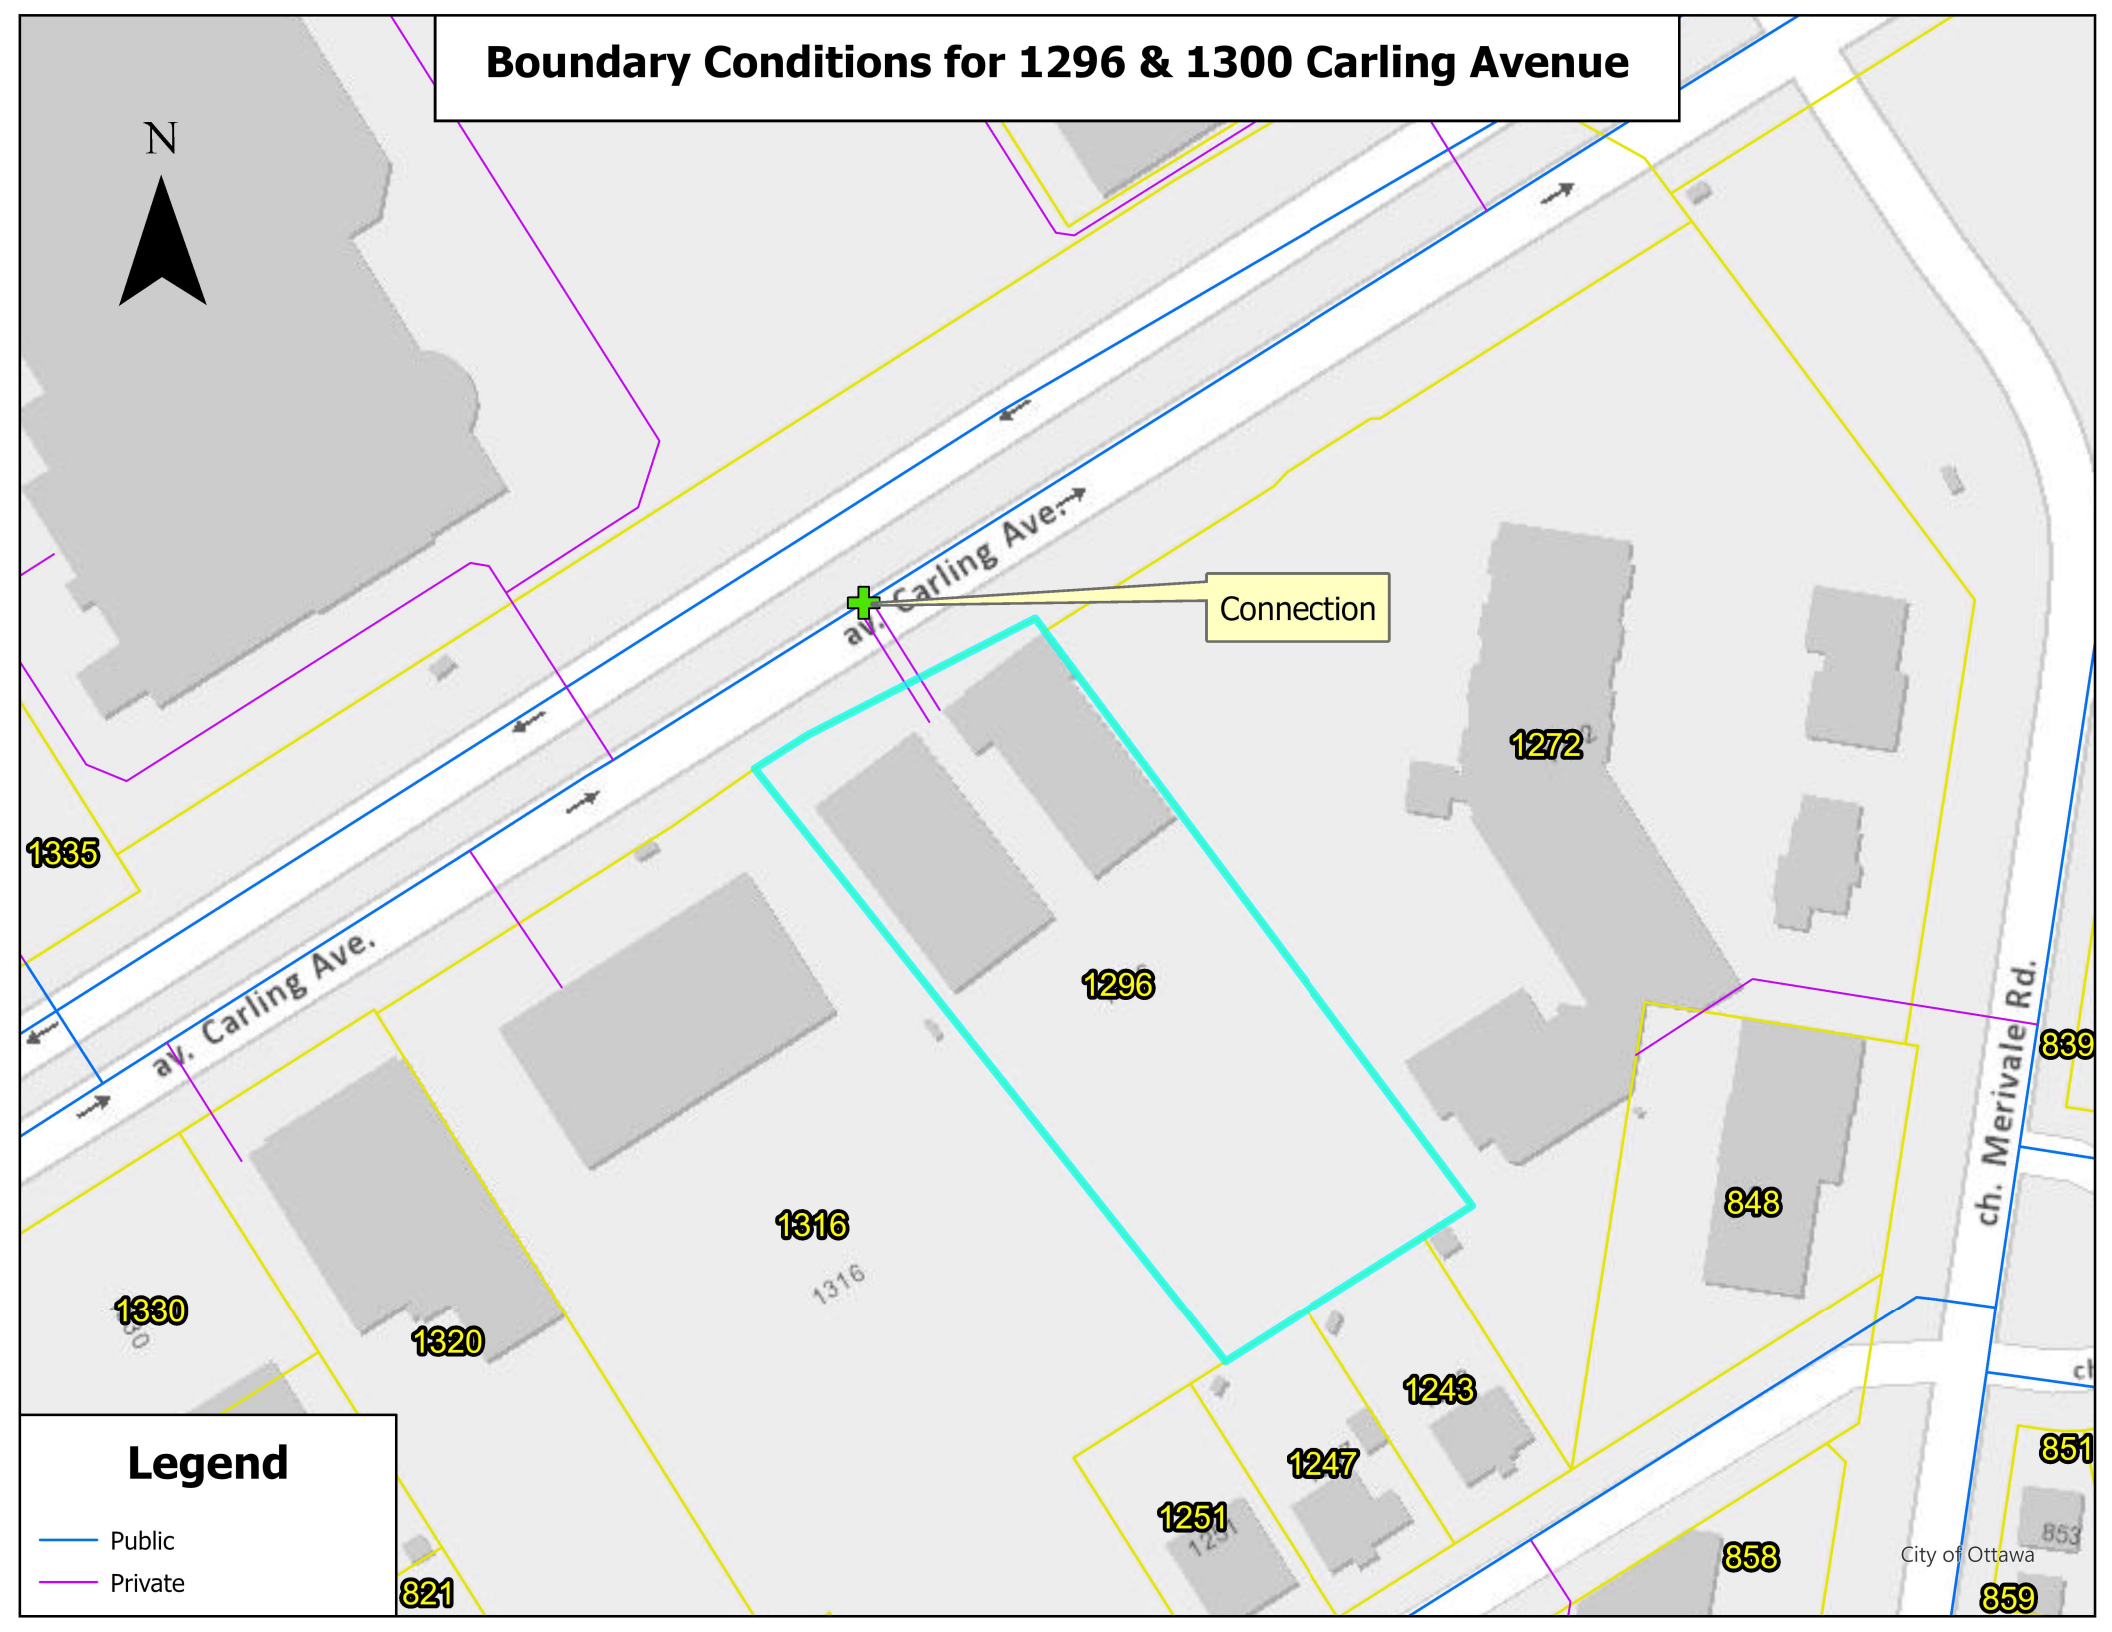 Boundary Conditions for 1296 & 1300 Carling Avenue
N
av. Carling Ave.
Connection
1272
1335
av. Carling Ave.
1296
ch. Merivale Rd.
839
848
1316
1316
1330
1320
1243
1247
1251
1251
851
853
858
City of Ottawa
859
821
Legend
Public
Private